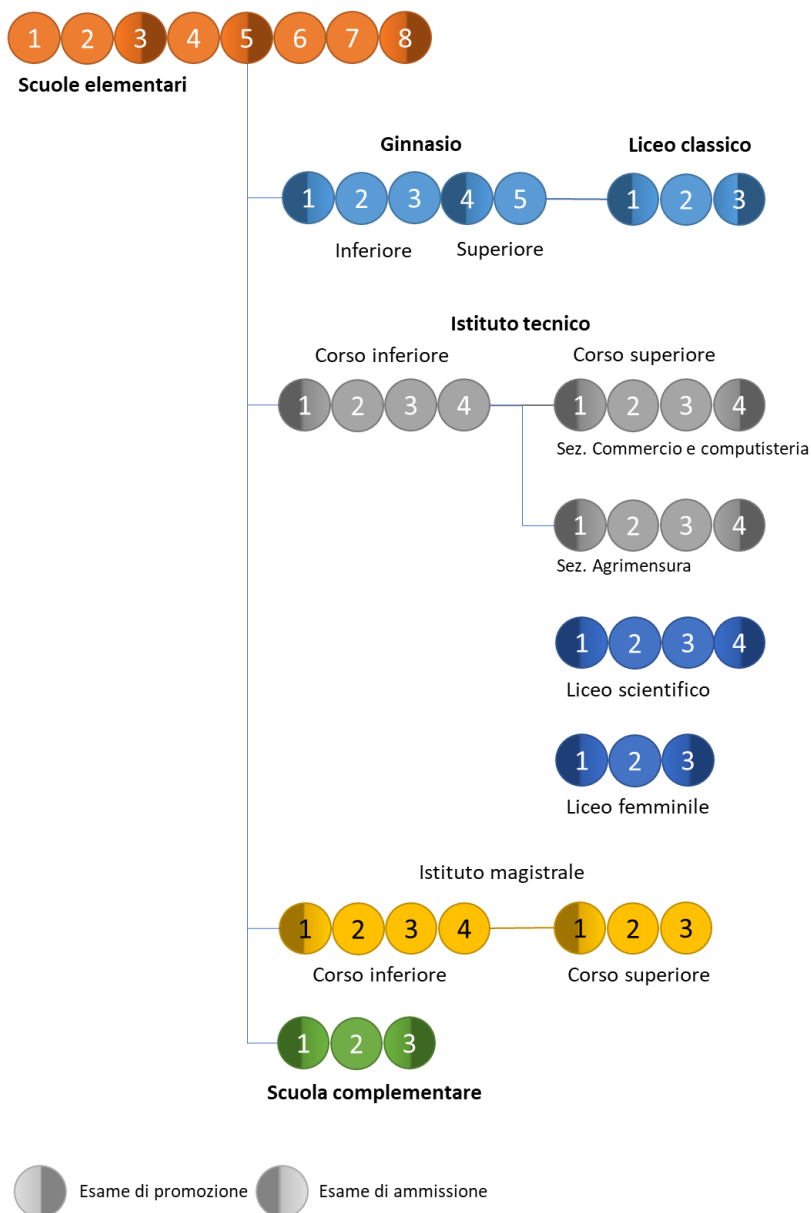 1 2 3 4 5 6 7 8
Scuole elementari
Ginnasio Liceo classico
1 2 3 4 5 1 2 3
Inferiore Superiore
Istituto tecnico
Corso inferiore Corso superiore
1 2 3 4 1 2 3 4
Sez. Commercio e computisteria
1 2 3 4
Sez. Agrimensura
1 2 3 4
Liceo scientifico
1 2 3
Liceo femminile
Istituto magistrale
1 2 3 4 1 2 3
Corso inferiore Corso superiore
1 2 3
Scuola complementare
Esame di promozione Esame di ammissione